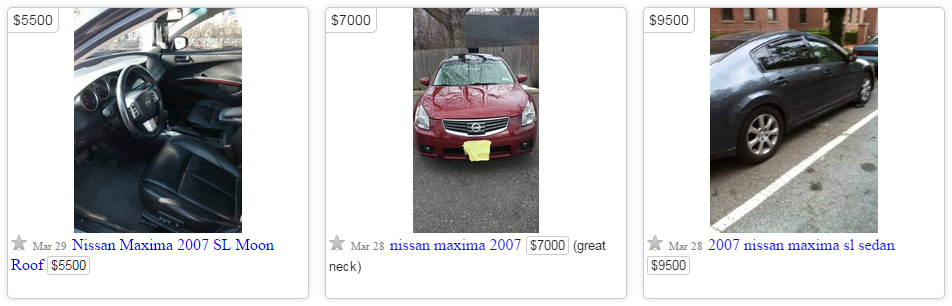 $5500
Mar 29 Nissan Maxima 2007 SL Moon
Roof $5500
$7000
Mar 28 nissan maxima 2007 $7000 (great
neck)
$9500
Mar 28 2007 nissan maxima sl sedan
$9500